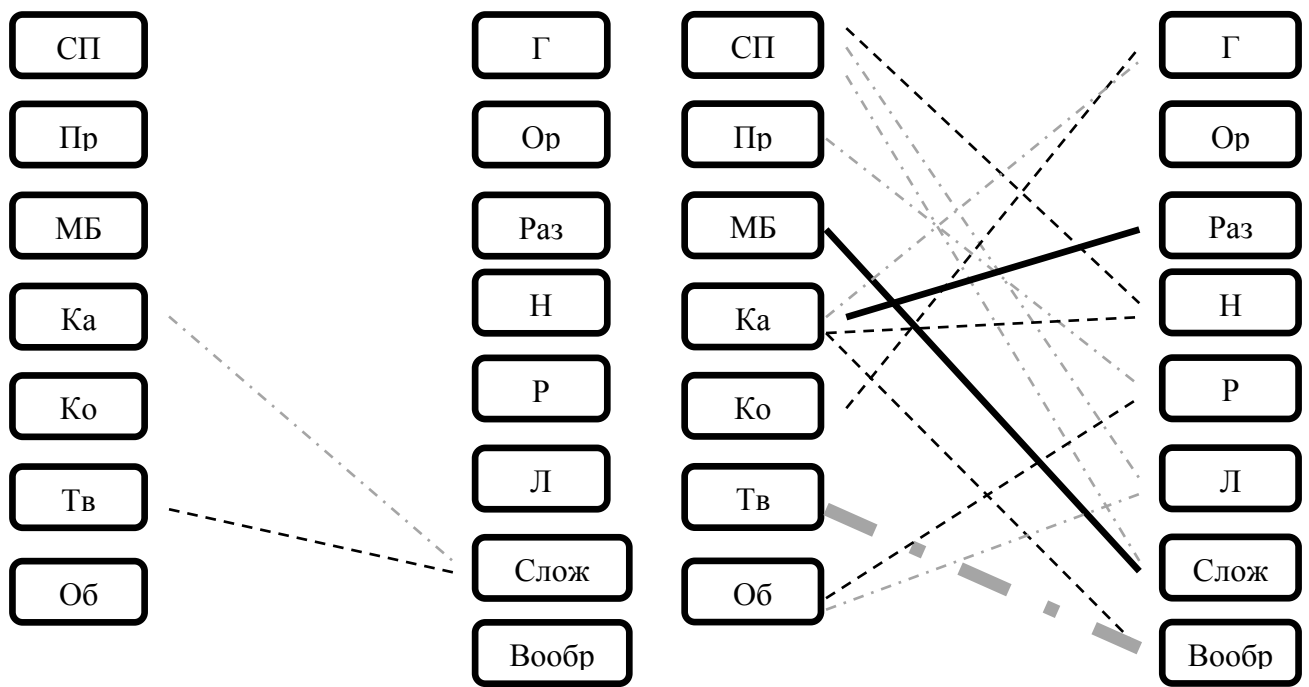 СП
Пр
МБ
Ка
Ко
Тв
Об
Г
Ор
Раз
Н
Р
Л
Слож
Вообр
СП
Пр
МБ
Ка
Ко
Тв
Об
Г
Ор
Раз
Н
Р
Л
Слож
Вообр